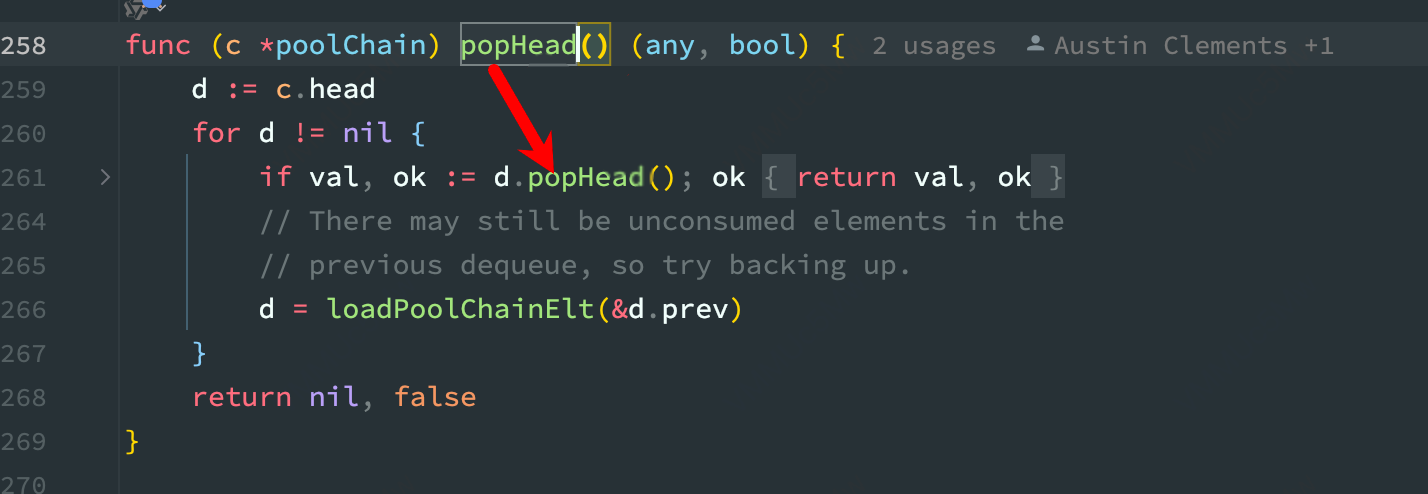 258 func (c *poolChain) popHead() (any, bool) { 2 usages Austin Clements +1
259 d := c.head
260 for d != nil {
261 if val, ok := d.popHead(); ok { return val, ok }
264 // There may still be unconsumed elements in the
265 // previous dequeue, so try backing up.
266 d = loadPoolChainElt(&d.prev)
267 }
268 return nil, false
269 }
270